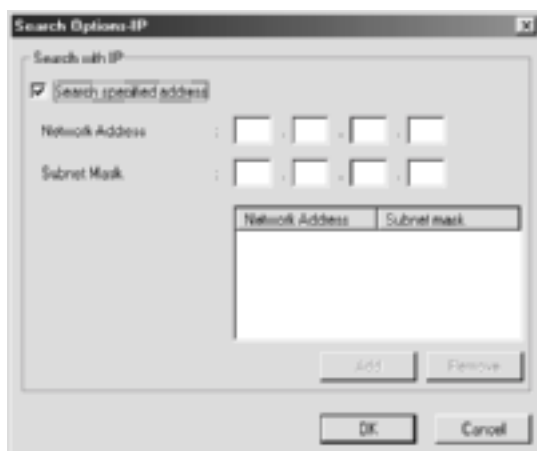 Search Options-IP
Search with IP
Search specified address
Network Address :
Subnet Mask :
Network Address Subnet mask
Add Remove
OK Cancel